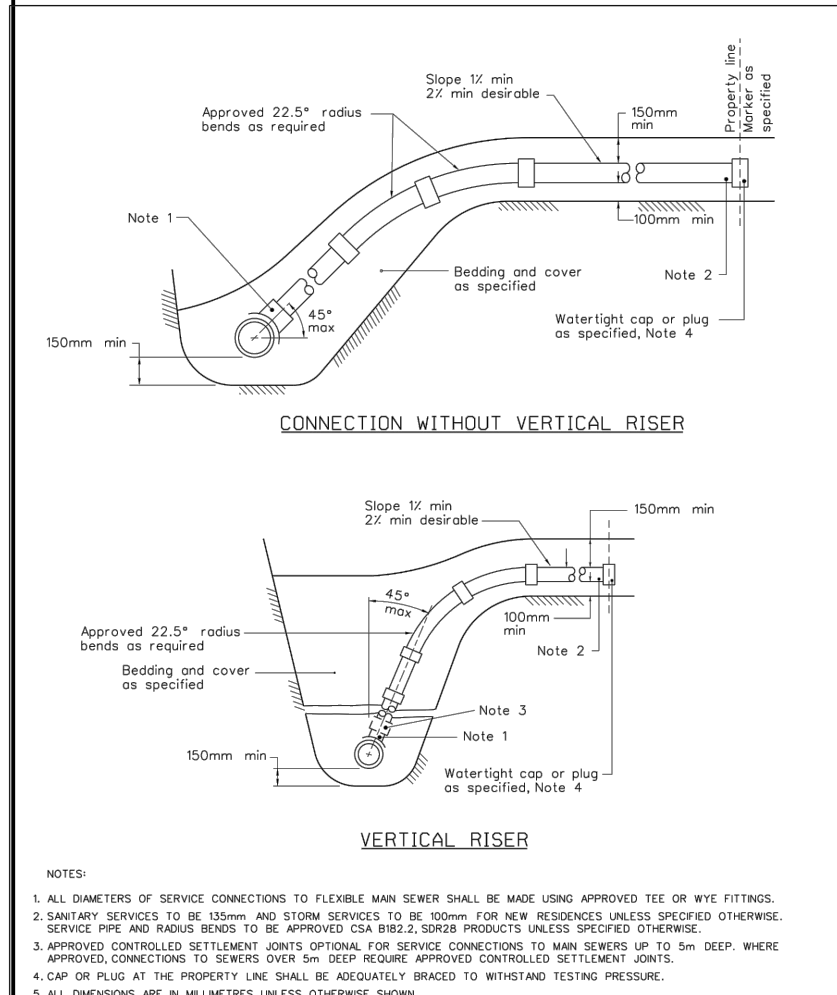 Property line
Marker as
specified
Slope 1% min
2% min desirable
Approved 22.5° radius
bends as required
150mm
min
Note 1
100mm min
Bedding and cover
as specified
Note 2
45°
max
Watertight cap or plug
as specified, Note 4
150mm min
CONNECTION WITHOUT VERTICAL RISER
Slope 1% min
2% min desirable
150mm min
45°
max
100mm
min
Approved 22.5° radius
bends as required
Note 2
Bedding and cover
as specified
Note 3
Note 1
150mm min
Watertight cap or plug
as specified, Note 4
VERTICAL RISER
NOTES:
1. ALL DIAMETERS OF SERVICE CONNECTIONS TO FLEXIBLE MAIN SEWER SHALL BE MADE USING APPROVED TEE OR WYE FITTINGS.
2. SANITARY SERVICES TO BE 135mm AND STORM SERVICES TO BE 100mm FOR NEW RESIDENCES UNLESS SPECIFIED OTHERWISE.
SERVICE PIPE AND RADIUS BENDS TO BE APPROVED CSA B182.2, SDR28 PRODUCTS UNLESS SPECIFIED OTHERWISE.
3. APPROVED CONTROLLED SETTLEMENT JOINTS OPTIONAL FOR SERVICE CONNECTIONS TO MAIN SEWERS UP TO 5m DEEP. WHERE
APPROVED, CONNECTIONS TO SEWERS OVER 5m DEEP REQUIRE APPROVED CONTROLLED SETTLEMENT JOINTS.
4. CAP OR PLUG AT THE PROPERTY LINE SHALL BE ADEQUATELY BRACED TO WITHSTAND TESTING PRESSURE.
5. ALL DIMENSIONS ARE IN MILLIMETRES UNLESS OTHERWISE SHOWN.